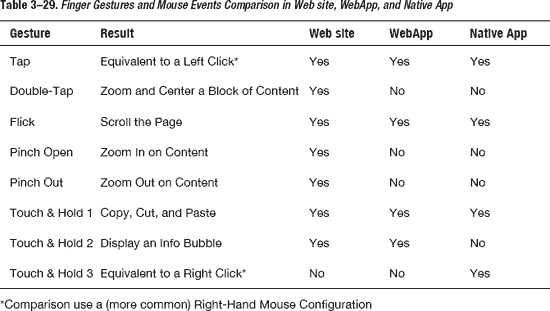 Table 3–29. Finger Gestures and Mouse Events Comparison in Web site, WebApp, and Native App
Gesture Result Web site WebApp Native App
Tap Equivalent to a Left Click* Yes Yes Yes
Double-Tap Zoom and Center a Block of Content Yes No No
Flick Scroll the Page Yes Yes Yes
Pinch Open Zoom In on Content Yes No No
Pinch Out Zoom Out on Content Yes No No
Touch & Hold 1 Copy, Cut, and Paste Yes Yes Yes
Touch & Hold 2 Display an Info Bubble Yes Yes No
Touch & Hold 3 Equivalent to a Right Click* No No Yes
*Comparison use a (more common) Right-Hand Mouse Configuration